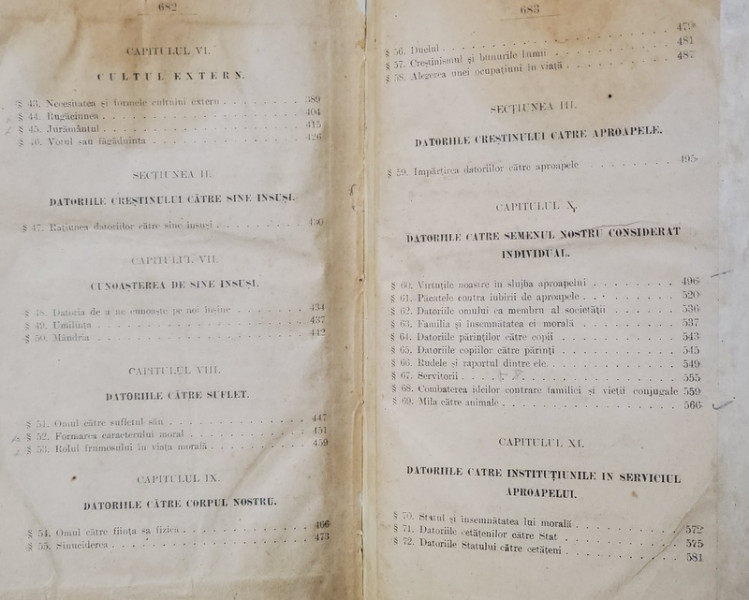 682
CAPITULUL VI.
CULTUL EXTERN.
§ 43. Necesitatea și formele cultului extern . . . . . . . . 389
§ 44. Rugăciunea . . . . . . . . 404
§ 45. Jurământul . . . . . . . . 415
§ 46. Votul sau făgăduința . . . . . . . . 426
SECȚIUNEA II.
DATORIILE CREȘTINULUI CĂTRE SINE INSUȘI.
§ 47. Rațiunea datoriilor către sine insuși . . . . . . . . 430
CAPITULUL VII.
CUNOAȘTEREA DE SINE INSUȘI.
§ 48. Datoria de a ne cunoaște pe noi inșine . . . . . . . . 434
§ 49. Umilința . . . . . . . . 437
§ 50. Mândria . . . . . . . . 442
CAPITULUL VIII.
DATORIILE CĂTRE SUFLET.
§ 51. Omul către sufletul său . . . . . . . . 447
§ 52. Formarea caracterului moral . . . . . . . . 451
§ 53. Rolul frumosului în viața morală . . . . . . . . 459
CAPITULUL IX.
DATORIILE CĂTRE CORPUL NOSTRU.
§ 54. Omul către ființa sa fizică . . . . . . . . 466
§ 55. Sinuciderea . . . . . . . . 473
683
§ 56. Duelul . . . . . . . . 479
§ 57. Creștinismul și bunurile lumii . . . . . . . . 481
§ 58. Alegerea unei ocupațiuni în viață . . . . . . . . 487
SECȚIUNEA III.
DATORIILE CREȘTINULUI CĂTRE APROAPELE.
§ 59. Impărțirea datoriilor către aproapele . . . . . . . . 495
CAPITULUL X.
DATORIILE CĂTRE SEMENUL NOSTRU CONSIDERAT
INDIVIDUAL.
§ 60. Virtuțile noastre în slujba aproapelui . . . . . . . . 496
§ 61. Păcatele contra iubirii de aproapele . . . . . . . . 520
§ 62. Datoriile omului ca membru al societății . . . . . . . . 536
§ 63. Familia și însemnătatea ei morală . . . . . . . . 537
§ 64. Datoriile părinților către copii . . . . . . . . 543
§ 65. Datoriile copiilor către părinți . . . . . . . . 545
§ 66. Rudele și raportul dintre ele . . . . . . . . 549
§ 67. Servitorii . . . . . . . . 555
§ 68. Combaterea ideilor contrare familiei și vieții conjugale 559
§ 69. Mila către animale . . . . . . . . 566
CAPITULUL XI.
DATORIILE CĂTRE INSTITUȚIUNILE IN SERVICIUL
APROAPELUI.
§ 70. Statul și însemnătatea lui morală . . . . . . . . 572
§ 71. Datoriile cetățenilor către Stat . . . . . . . . 575
§ 72. Datoriile Statului către cetățeni . . . . . . . . 581